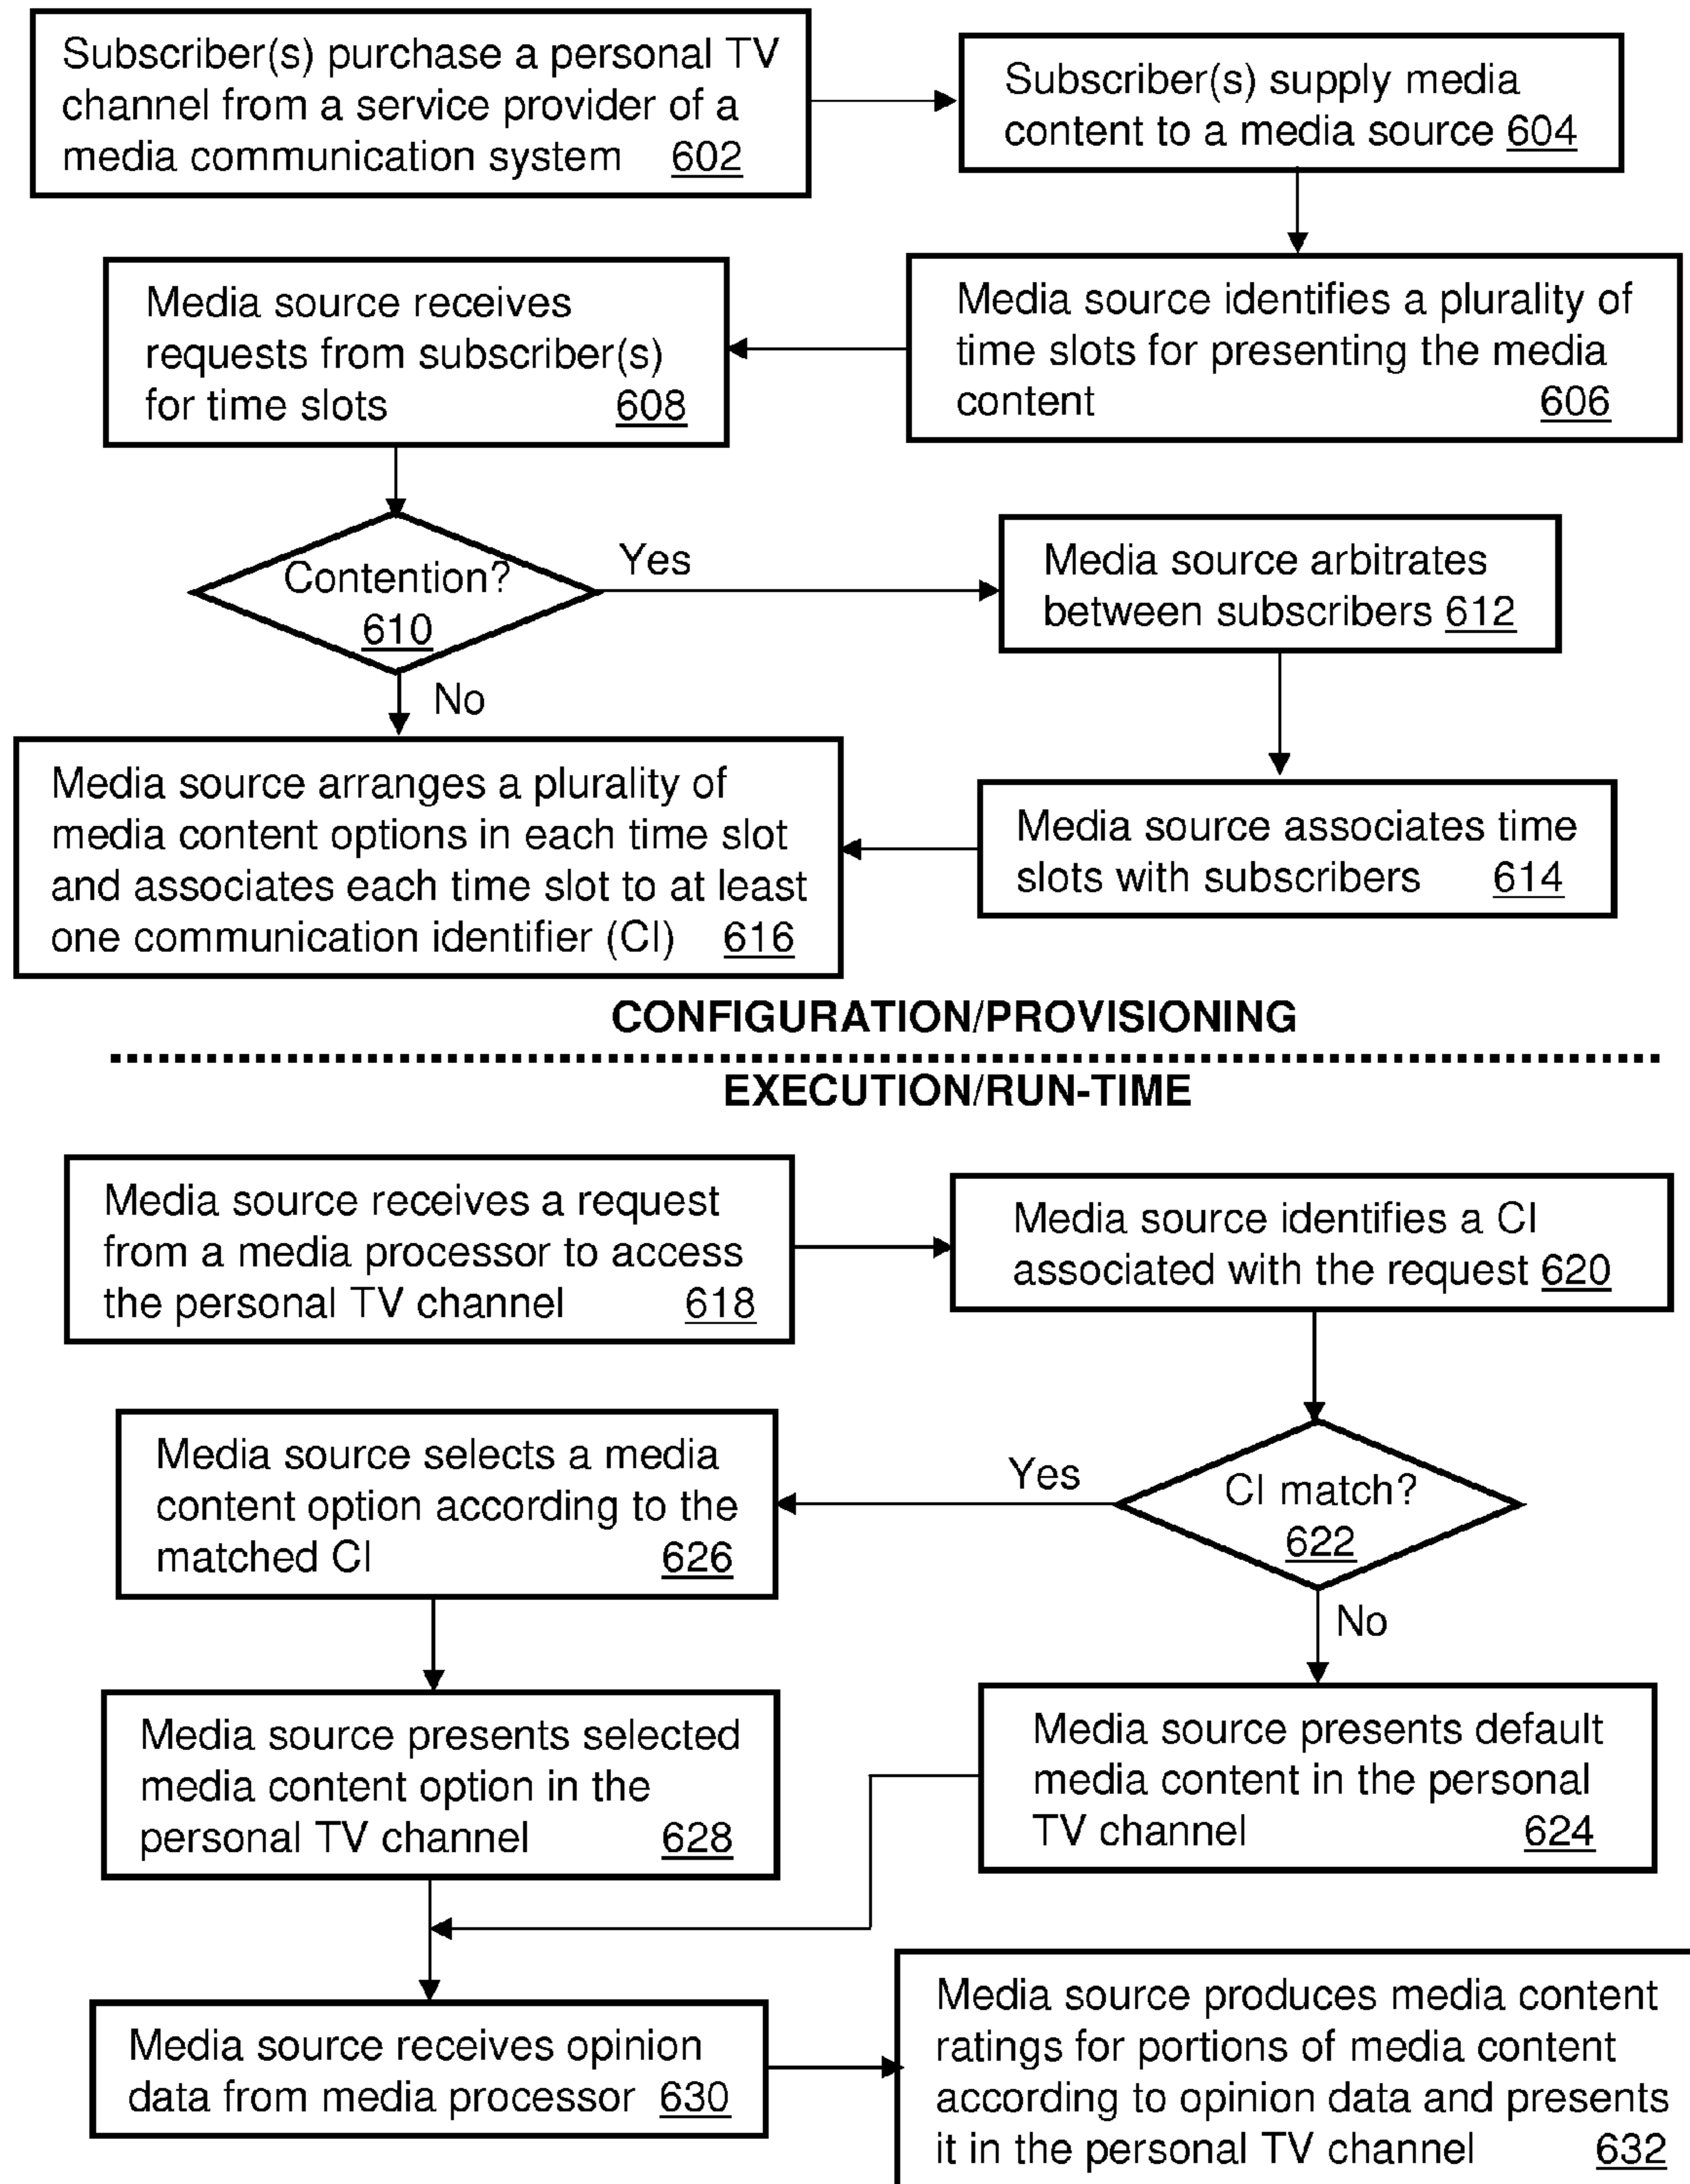 Subscriber(s) purchase a personal TV
channel from a service provider of a
media communication system 602
Subscriber(s) supply media
content to a media source 604
Media source identifies a plurality of
time slots for presenting the media
content 606
Media source receives
requests from subscriber(s)
for time slots 608
Contention?
610
Yes
No
Media source arbitrates
between subscribers 612
Media source associates time
slots with subscribers 614
Media source arranges a plurality of
media content options in each time slot
and associates each time slot to at least
one communication identifier (CI) 616
CONFIGURATION/PROVISIONING
EXECUTION/RUN-TIME
Media source receives a request
from a media processor to access
the personal TV channel 618
Media source identifies a CI
associated with the request 620
CI match?
622
Yes
No
Media source selects a media
content option according to the
matched CI 626
Media source presents selected
media content option in the
personal TV channel 628
Media source presents default
media content in the personal
TV channel 624
Media source receives opinion
data from media processor 630
Media source produces media content
ratings for portions of media content
according to opinion data and presents
it in the personal TV channel 632